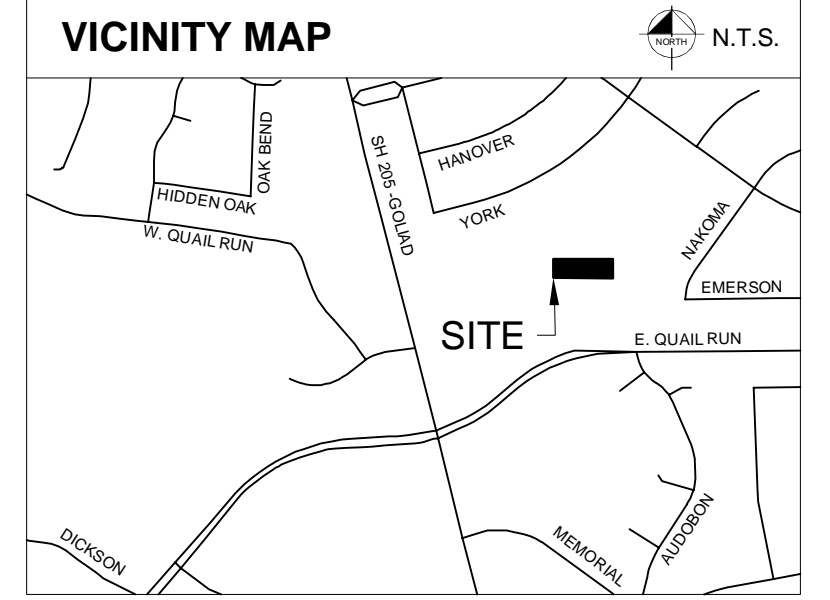 VICINITY MAP
NORTH
N.T.S.
OAK BEND
SH 205 -GOLIAD
HANOVER
HIDDEN OAK
YORK
W. QUAIL RUN
NAKOMA
EMERSON
SITE
E. QUAIL RUN
DICKSON
MEMORIAL
AUDOBON